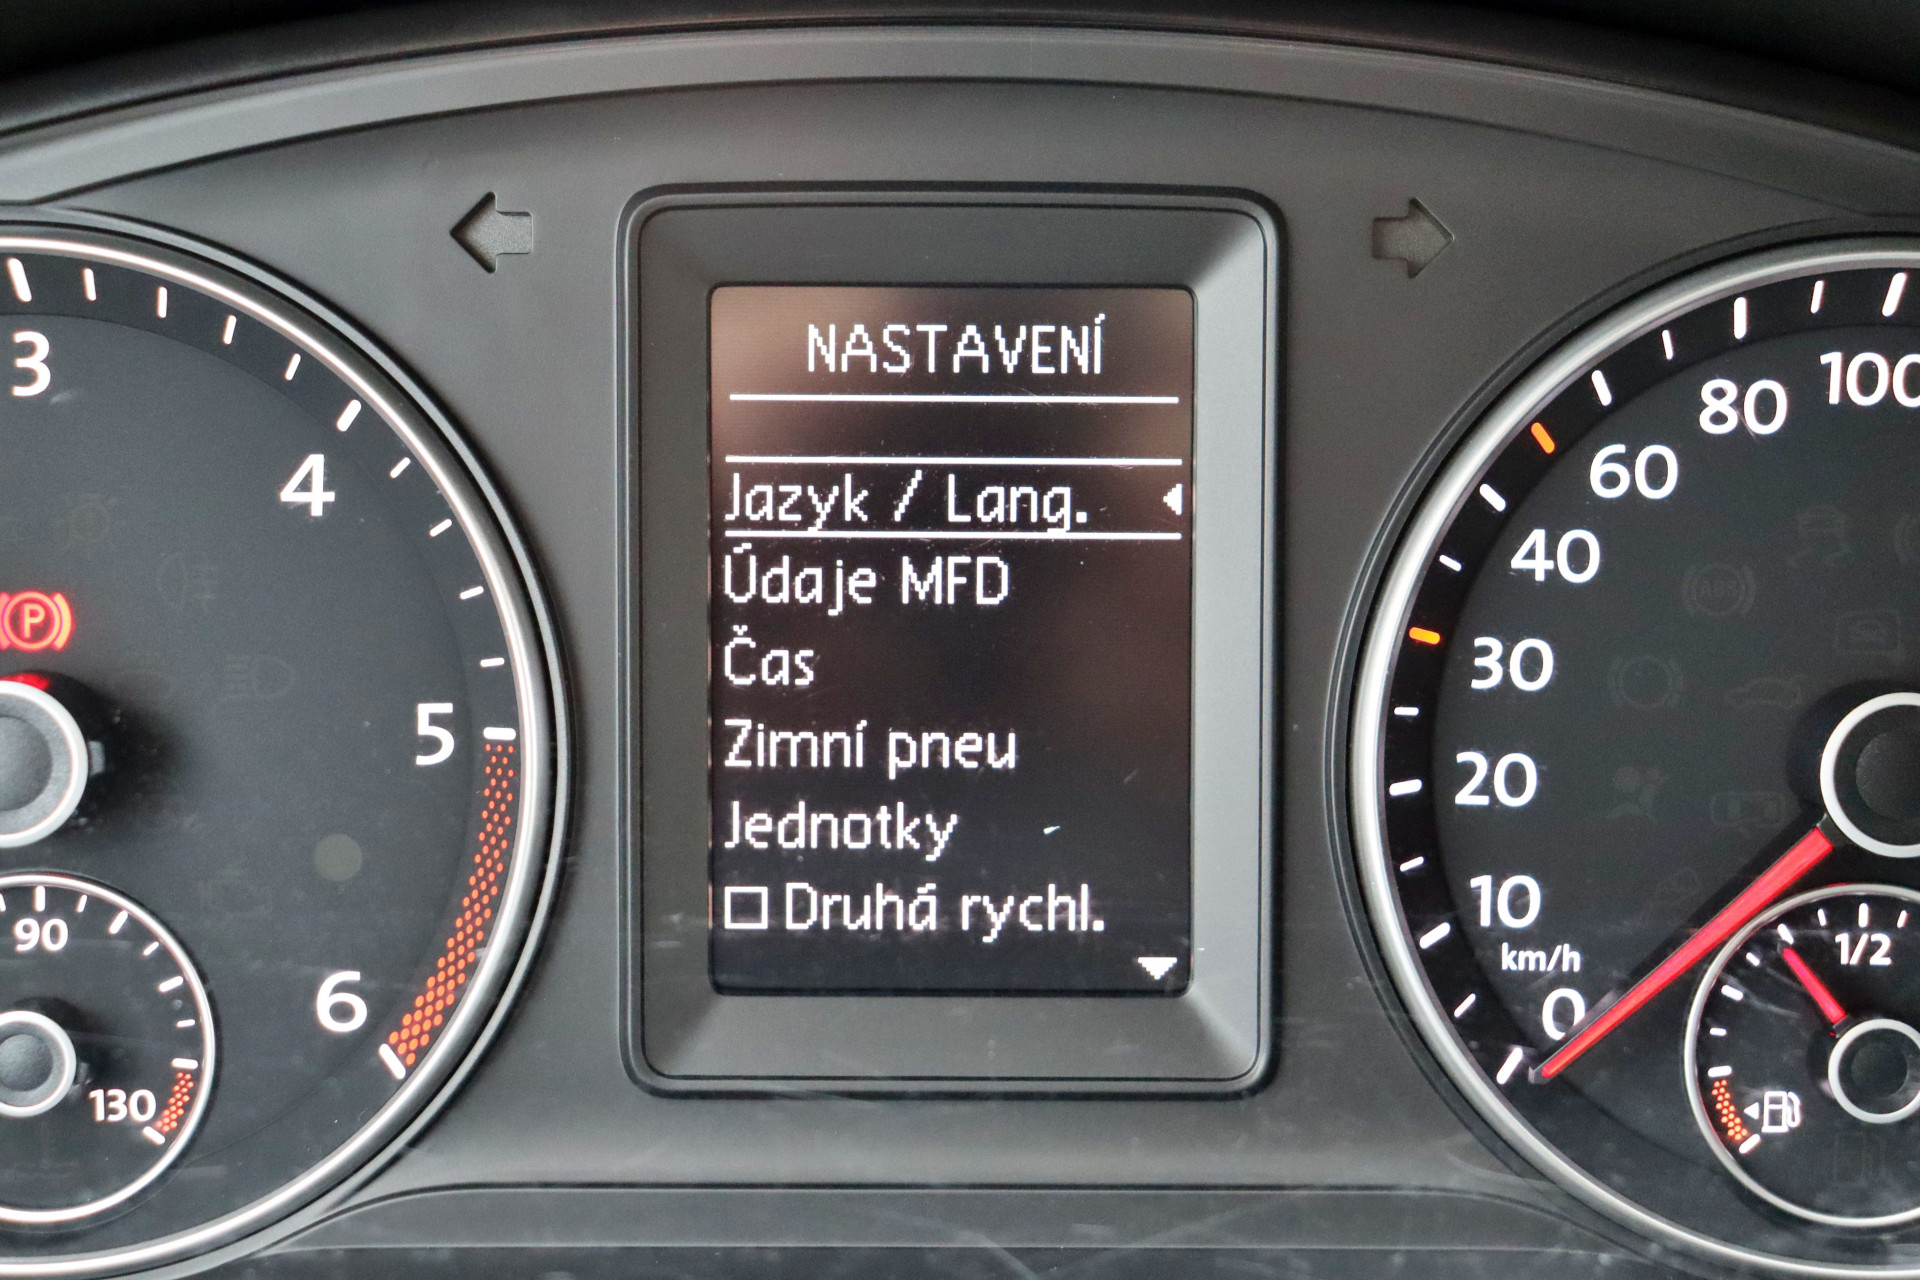 NASTAVENÍ
Jazyk / Lang.
Údaje MFD
Čas
Zimní pneu
Jednotky
Druhá rychl.
3
4
5
6
P
90
130
100
80
60
40
30
20
10
km/h
0
1/2
ABS